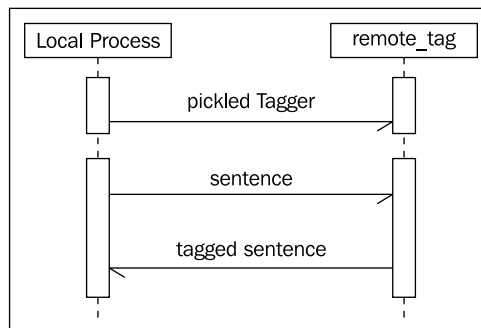 Local Process
remote_tag
pickled Tagger
sentence
tagged sentence